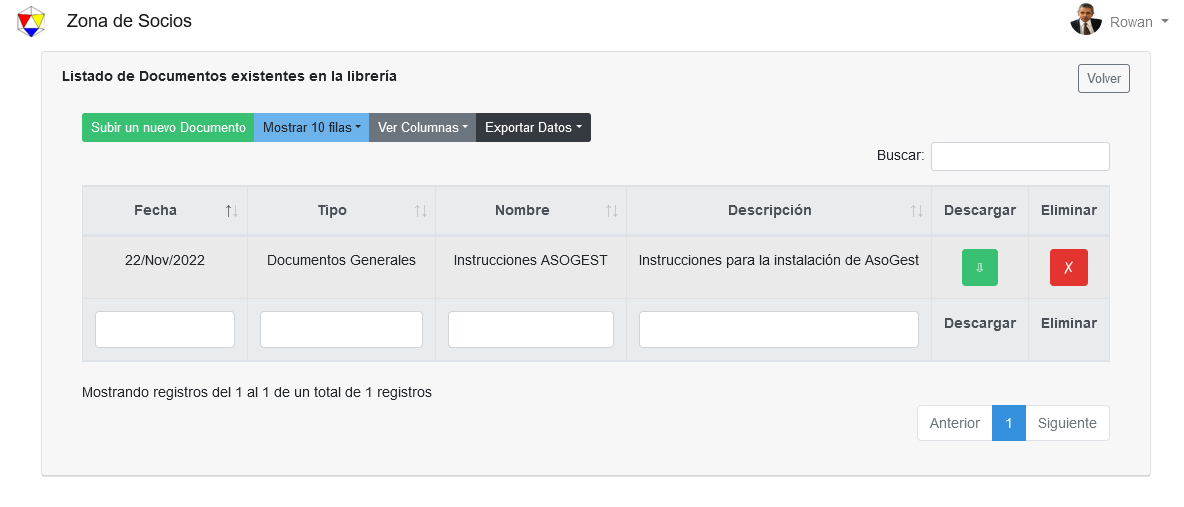 Zona de Socios
Rowan
Listado de Documentos existentes en la librería
Volver
Subir un nuevo Documento Mostrar 10 filas Ver Columnas Exportar Datos
Buscar:
Fecha Tipo Nombre Descripción Descargar Eliminar
22/Nov/2022 Documentos Generales Instrucciones ASOGEST Instrucciones para la instalación de AsoGest
Descargar Eliminar
Mostrando registros del 1 al 1 de un total de 1 registros
Anterior 1 Siguiente